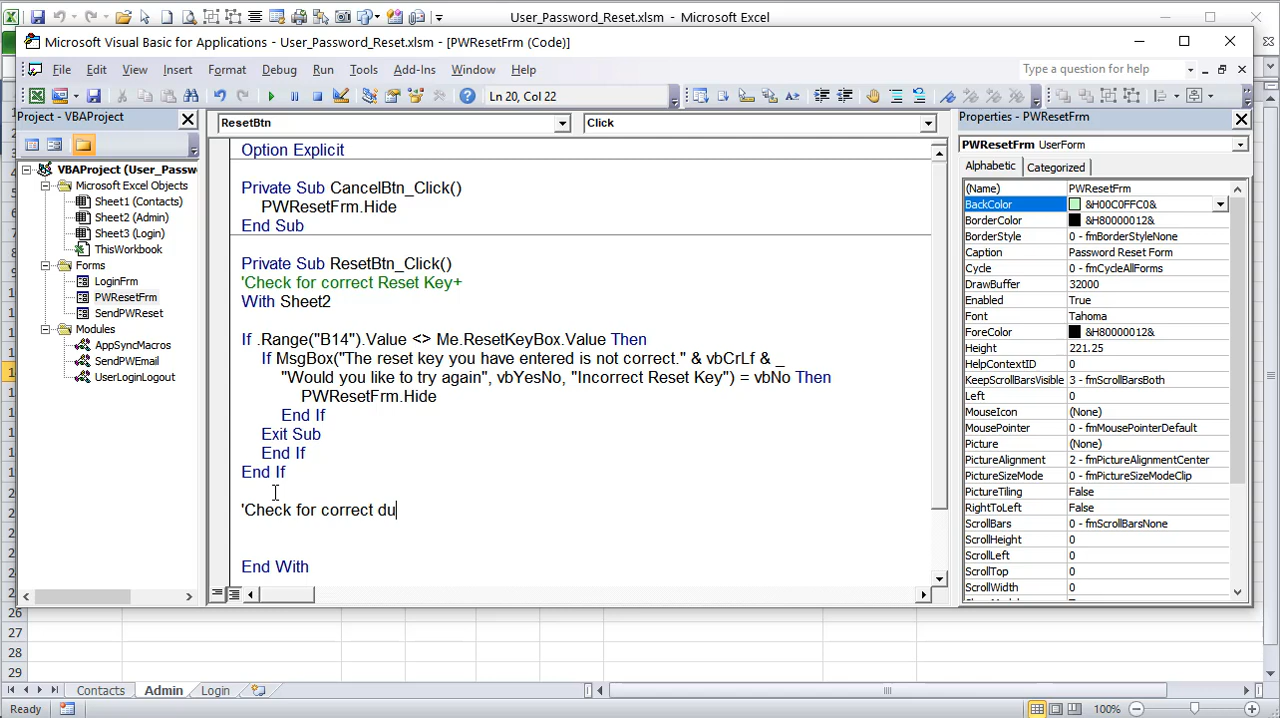 User_Password_Reset.xlsm - Microsoft Excel
Microsoft Visual Basic for Applications - User_Password_Reset.xlsm - [PWResetFrm (Code)]
File Edit View Insert Format Debug Run Tools Add-Ins Window Help
Type a question for help
Ln 20, Col 22
Project - VBAProject
VBAProject (User_Passw
Microsoft Excel Objects
Sheet1 (Contacts)
Sheet2 (Admin)
Sheet3 (Login)
ThisWorkbook
Forms
LoginFrm
PWResetFrm
SendPWReset
Modules
AppSyncMacros
SendPWEmail
UserLoginLogout
ResetBtn
Click
Option Explicit
Private Sub CancelBtn_Click()
PWResetFrm.Hide
End Sub
Private Sub ResetBtn_Click()
'Check for correct Reset Key+
With Sheet2
If .Range("B14").Value <> Me.ResetKeyBox.Value Then
If MsgBox("The reset key you have entered is not correct." & vbCrLf & _
"Would you like to try again", vbYesNo, "Incorrect Reset Key") = vbNo Then
PWResetFrm.Hide
End If
Exit Sub
End If
End If
'Check for correct du
End With
Properties - PWResetFrm
PWResetFrm UserForm
Alphabetic Categorized
(Name) PWResetFrm
BackColor &H00C0FFC0&
BorderColor &H80000012&
BorderStyle 0 - fmBorderStyleNone
Caption Password Reset Form
Cycle 0 - fmCycleAllForms
DrawBuffer 32000
Enabled True
Font Tahoma
ForeColor &H80000012&
Height 221.25
HelpContextID 0
KeepScrollBarsVisible 3 - fmScrollBarsBoth
Left 0
MouseIcon (None)
MousePointer 0 - fmMousePointerDefault
Picture (None)
PictureAlignment 2 - fmPictureAlignmentCenter
PictureSizeMode 0 - fmPictureSizeModeClip
PictureTiling False
RightToLeft False
ScrollBars 0 - fmScrollBarsNone
ScrollHeight 0
ScrollLeft 0
ScrollTop 0
ScrollWidth 0
26
27
28
29
Contacts Admin Login
Ready
100%